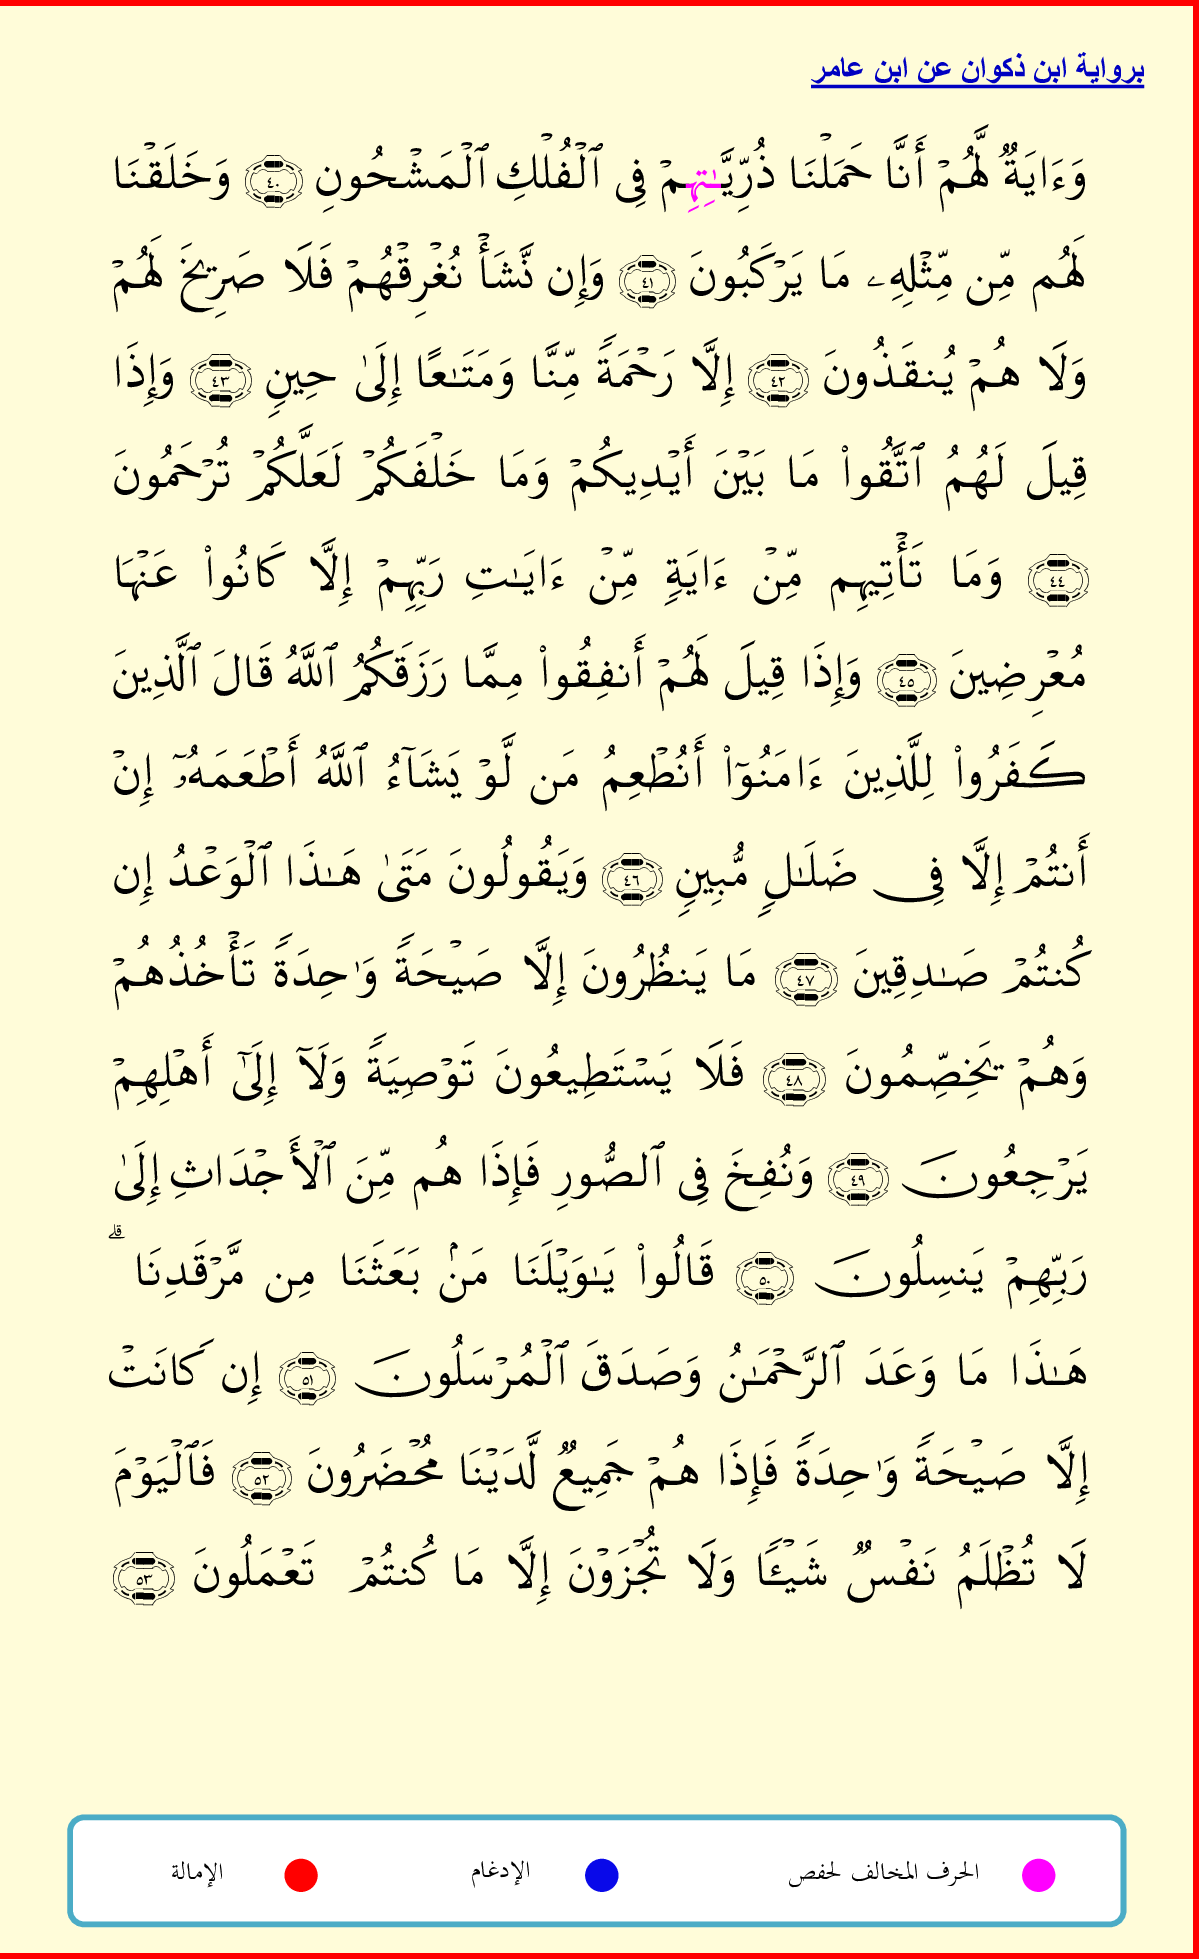 برواية ابن ذكوان عن ابن عامر
وَءَايَةٌ لَّهُمۡ أَنَّا حَمَلۡنَا ذُرِّيَّـٰتِهِمۡ فِى ٱلۡفُلۡكِ ٱلۡمَشۡحُونِ ٤٠ وَخَلَقۡنَا
لَهُم مِّن مِّثۡلِهِۦ مَا يَرۡكَبُونَ ٤١ وَإِن نَّشَأۡ نُغۡرِقۡهُمۡ فَلَا صَرِيخَ لَهُمۡ
وَلَا هُمۡ يُنقَذُونَ ٤٢ إِلَّا رَحۡمَةً مِّنَّا وَمَتَـٰعًا إِلَىٰ حِينٍ ٤٣ وَإِذَا
قِيلَ لَهُمُ ٱتَّقُوا۟ مَا بَيۡنَ أَيۡدِيكُمۡ وَمَا خَلۡفَكُمۡ لَعَلَّكُمۡ تُرۡحَمُونَ
٤٤ وَمَا تَأۡتِيهِم مِّنۡ ءَايَةٍ مِّنۡ ءَايَـٰتِ رَبِّهِمۡ إِلَّا كَانُوا۟ عَنۡهَا
مُعۡرِضِينَ ٤٥ وَإِذَا قِيلَ لَهُمۡ أَنفِقُوا۟ مِمَّا رَزَقَكُمُ ٱللَّهُ قَالَ ٱلَّذِينَ
كَفَرُوا۟ لِلَّذِينَ ءَامَنُوٓا۟ أَنُطۡعِمُ مَن لَّوۡ يَشَآءُ ٱللَّهُ أَطۡعَمَهُۥٓ إِنۡ
أَنتُمۡ إِلَّا فِى ضَلَـٰلٍ مُّبِينٍ ٤٦ وَيَقُولُونَ مَتَىٰ هَـٰذَا ٱلۡوَعۡدُ إِن
كُنتُمۡ صَـٰدِقِينَ ٤٧ مَا يَنظُرُونَ إِلَّا صَيۡحَةً وَٰحِدَةً تَأۡخُذُهُمۡ
وَهُمۡ يَخِصِّمُونَ ٤٨ فَلَا يَسۡتَطِيعُونَ تَوۡصِيَةً وَلَآ إِلَىٰٓ أَهۡلِهِمۡ
يَرۡجِعُونَ ٤٩ وَنُفِخَ فِى ٱلصُّورِ فَإِذَا هُم مِّنَ ٱلۡأَجۡدَاثِ إِلَىٰ
رَبِّهِمۡ يَنسِلُونَ ٥٠ قَالُوا۟ يَـٰوَيۡلَنَا مَنۢ بَعَثَنَا مِن مَّرۡقَدِنَاۗ
هَـٰذَا مَا وَعَدَ ٱلرَّحۡمَـٰنُ وَصَدَقَ ٱلۡمُرۡسَلُونَ ٥١ إِن كَانَتۡ
إِلَّا صَيۡحَةً وَٰحِدَةً فَإِذَا هُمۡ جَمِيعٌ لَّدَيۡنَا مُحۡضَرُونَ ٥٢ فَٱلۡيَوۡمَ
لَا تُظۡلَمُ نَفۡسٌ شَيۡـًٔا وَلَا تُجۡزَوۡنَ إِلَّا مَا كُنتُمۡ تَعۡمَلُونَ ٥٣
الحرف المخالف لحفص الإدغام الإمالة